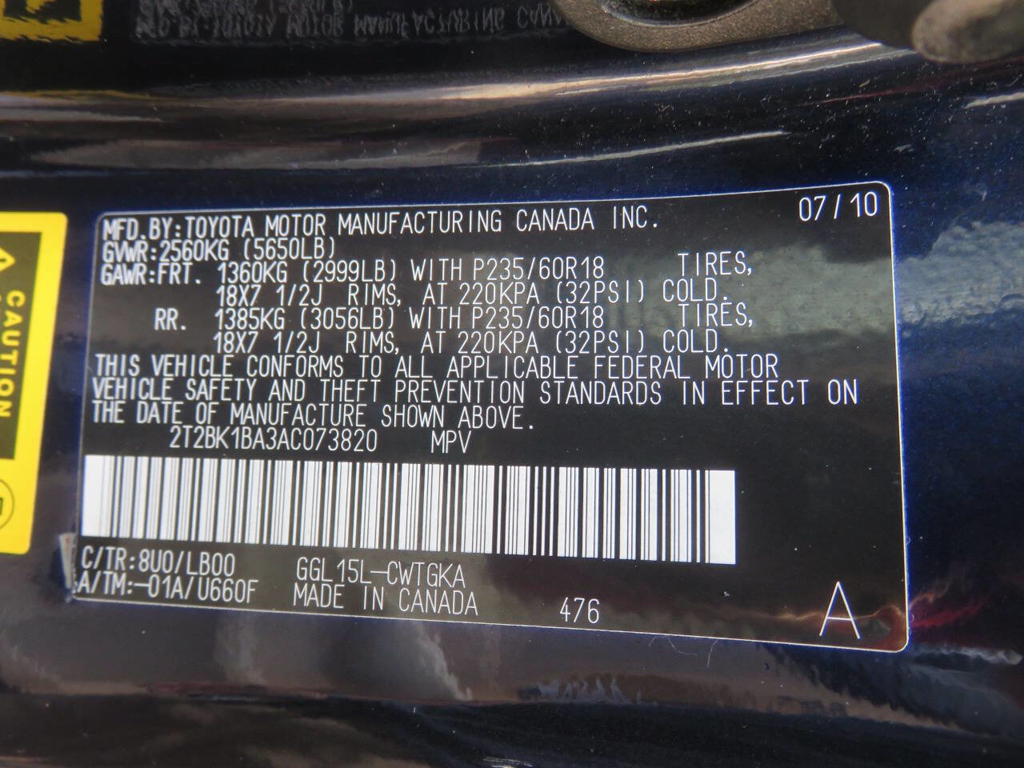 MFD.BY:TOYOTA MOTOR MANUFACTURING CANADA INC. 07/10
GVWR:2560KG (5650LB)
GAWR:FRT. 1360KG (2999LB) WITH P235/60R18 TIRES,
18X7 1/2J RIMS, AT 220KPA (32PSI) COLD.
RR. 1385KG (3056LB) WITH P235/60R18 TIRES,
18X7 1/2J RIMS, AT 220KPA (32PSI) COLD.
THIS VEHICLE CONFORMS TO ALL APPLICABLE FEDERAL MOTOR
VEHICLE SAFETY AND THEFT PREVENTION STANDARDS IN EFFECT ON
THE DATE OF MANUFACTURE SHOWN ABOVE.
2T2BK1BA3AC073820 MPV
C/TR:8U0/LB00 GGL15L-CWTGKA
A/TM:-01A/U660F MADE IN CANADA 476 A
CAUTION